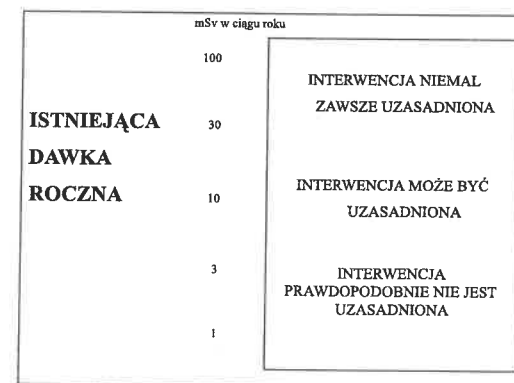 mSv w ciągu roku
100
30
10
3
1
ISTNIEJĄCA
DAWKA
ROCZNA
INTERWENCJA NIEMAL
ZAWSZE UZASADNIONA
INTERWENCJA MOŻE BYĆ
UZASADNIONA
INTERWENCJA
PRAWDOPODOBNIE NIE JEST
UZASADNIONA